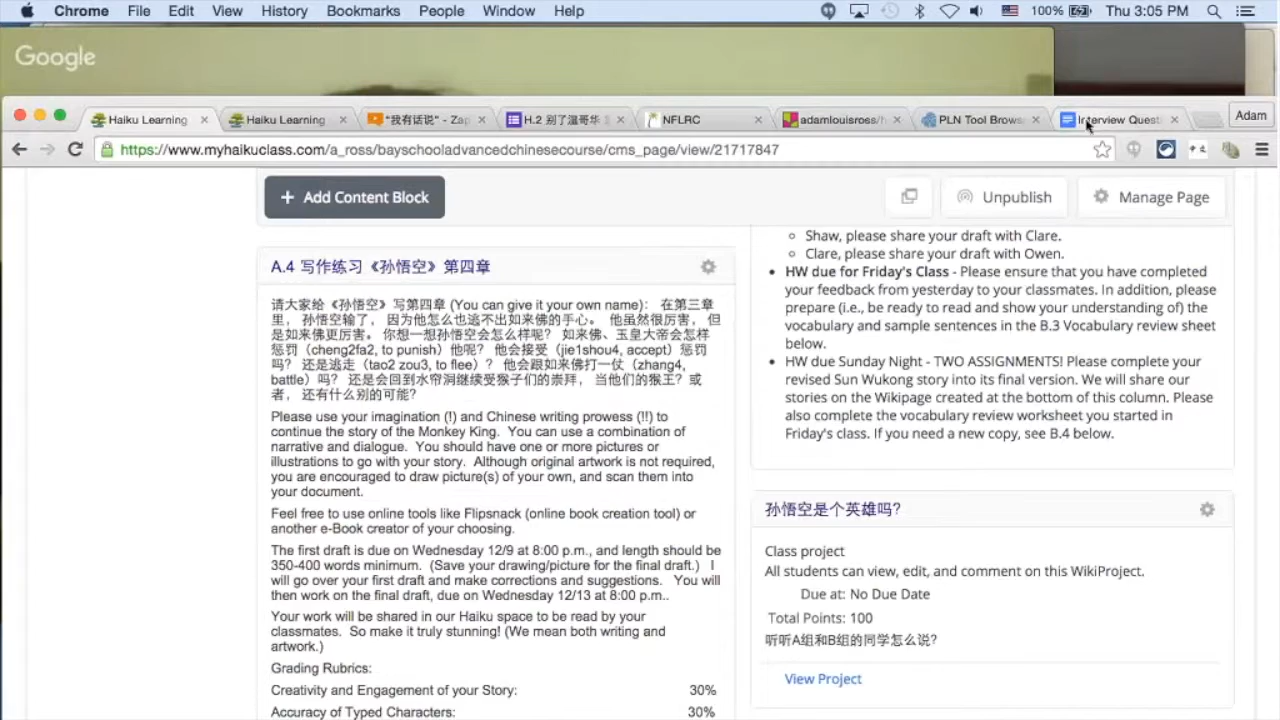 Chrome File Edit View History Bookmarks People Window Help 100% Thu 3:05 PM
Google
Haiku Learning Haiku Learning "我有话说" - Zap H.2 别了温哥华 NFLRC adamlouisross/h PLN Tool Brows Interview Quest Adam
https://www.myhaikuclass.com/a_ross/bayschooladvancedchinesecourse/cms_page/view/21717847
+ Add Content Block Unpublish Manage Page
A.4 写作练习《孙悟空》第四章
请大家给《孙悟空》写第四章 (You can give it your own name)： 在第三章
里， 孙悟空输了， 因为他怎么也逃不出如来佛的手心。 他虽然很厉害， 但
是如来佛更厉害。 你想一想孙悟空会怎么样呢？ 如来佛、玉皇大帝会怎样
惩罚（cheng2fa2, to punish）他呢？ 他会接受（jie1shou4, accept）惩罚
吗？ 还是逃走（tao2 zou3, to flee）？ 他会跟如来佛打一仗（zhang4,
battle）吗？ 还是会回到水帘洞继续受猴子们的崇拜， 当他们的猴王？或
者， 还有什么别的可能?
Please use your imagination (!) and Chinese writing prowess (!!) to
continue the story of the Monkey King. You can use a combination of
narrative and dialogue. You should have one or more pictures or
illustrations to go with your story. Although original artwork is not required,
you are encouraged to draw picture(s) of your own, and scan them into
your document.
Feel free to use online tools like Flipsnack (online book creation tool) or
another e-Book creator of your choosing.
The first draft is due on Wednesday 12/9 at 8:00 p.m., and length should be
350-400 words minimum. (Save your drawing/picture for the final draft.) I
will go over your first draft and make corrections and suggestions. You will
then work on the final draft, due on Wednesday 12/13 at 8:00 p.m..
Your work will be shared in our Haiku space to be read by your
classmates. So make it truly stunning! (We mean both writing and
artwork.)
Grading Rubrics:
Creativity and Engagement of your Story: 30%
Accuracy of Typed Characters: 30%
Shaw, please share your draft with Clare.
Clare, please share your draft with Owen.
HW due for Friday's Class - Please ensure that you have completed
your feedback from yesterday to your classmates. In addition, please
prepare (i.e., be ready to read and show your understanding of) the
vocabulary and sample sentences in the B.3 Vocabulary review sheet
below.
HW due Sunday Night - TWO ASSIGNMENTS! Please complete your
revised Sun Wukong story into its final version. We will share our
stories on the Wikipage created at the bottom of this column. Please
also complete the vocabulary review worksheet you started in
Friday's class. If you need a new copy, see B.4 below.
孙悟空是个英雄吗?
Class project
All students can view, edit, and comment on this WikiProject.
Due at: No Due Date
Total Points: 100
听听A组和B组的同学怎么说?
View Project